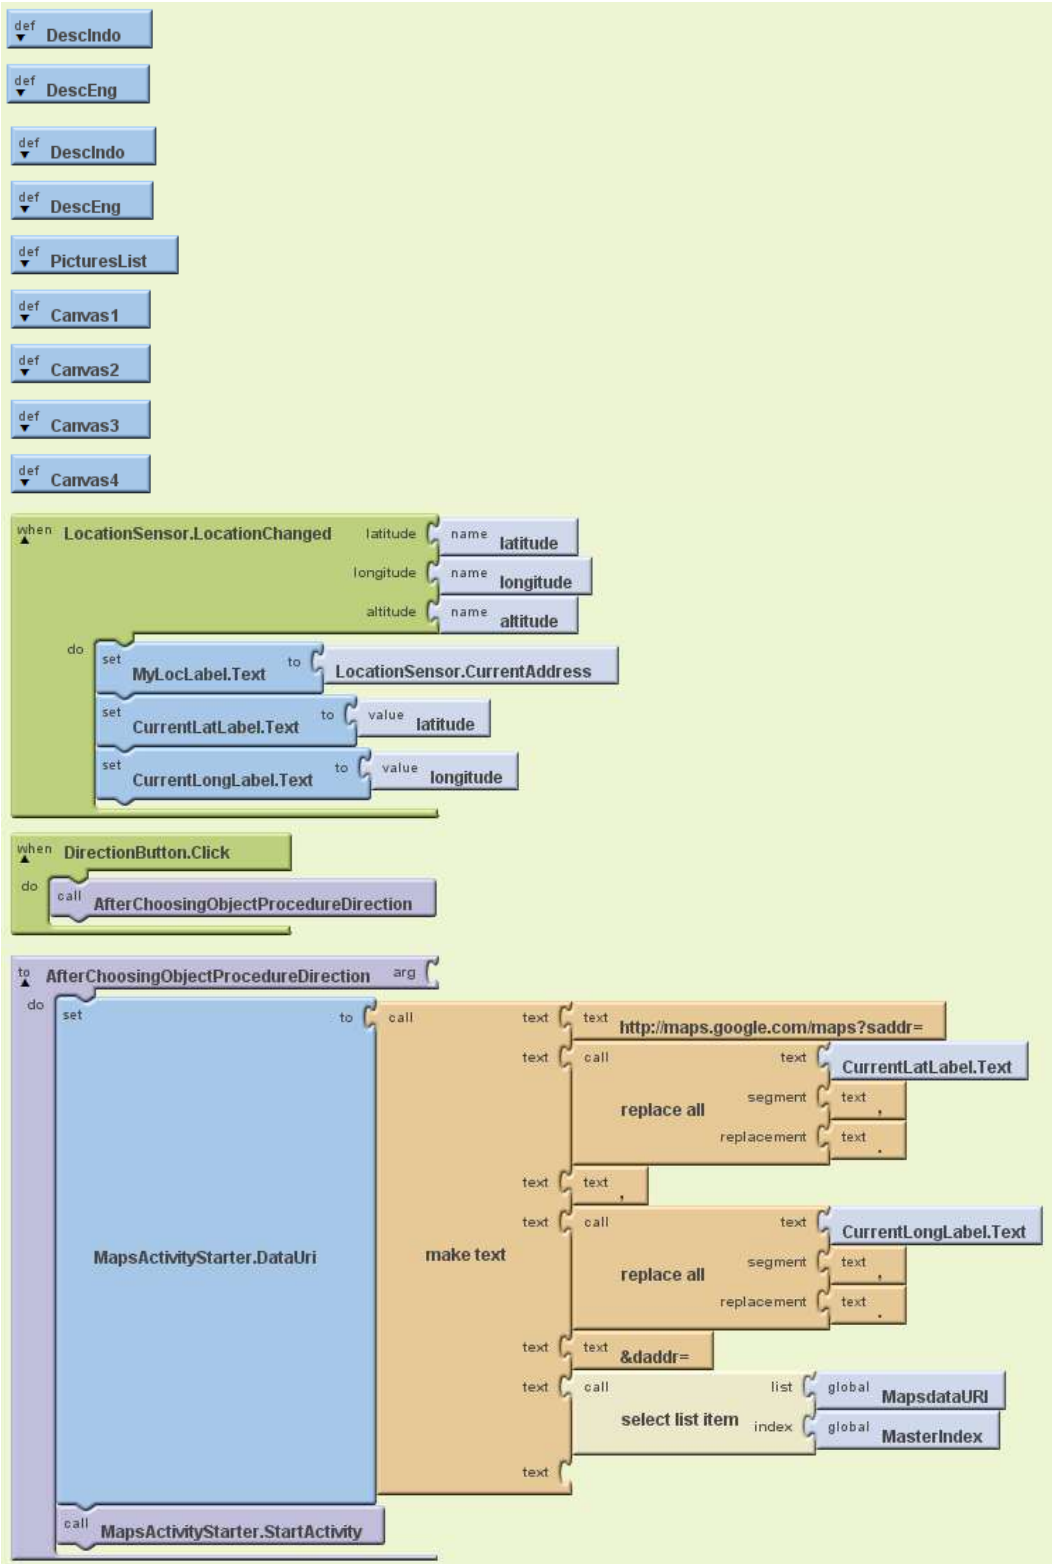 def DescIndo
def DescEng
def DescIndo
def DescEng
def PicturesList
def Canvas1
def Canvas2
def Canvas3
def Canvas4
when LocationSensor.LocationChanged latitude name latitude
longitude name longitude
altitude name altitude
do set MyLocLabel.Text to LocationSensor.CurrentAddress
set CurrentLatLabel.Text to value latitude
set CurrentLongLabel.Text to value longitude
when DirectionButton.Click
do call AfterChoosingObjectProcedureDirection
to AfterChoosingObjectProcedureDirection arg
do set to call text text http://maps.google.com/maps?saddr=
text call text CurrentLatLabel.Text
replace all segment text ,
replacement text .
text text ,
text call text CurrentLongLabel.Text
MapsActivityStarter.DataUri make text replace all segment text ,
replacement text .
text text &daddr=
text call list global MapsdataURI
select list item index global MasterIndex
text
call MapsActivityStarter.StartActivity